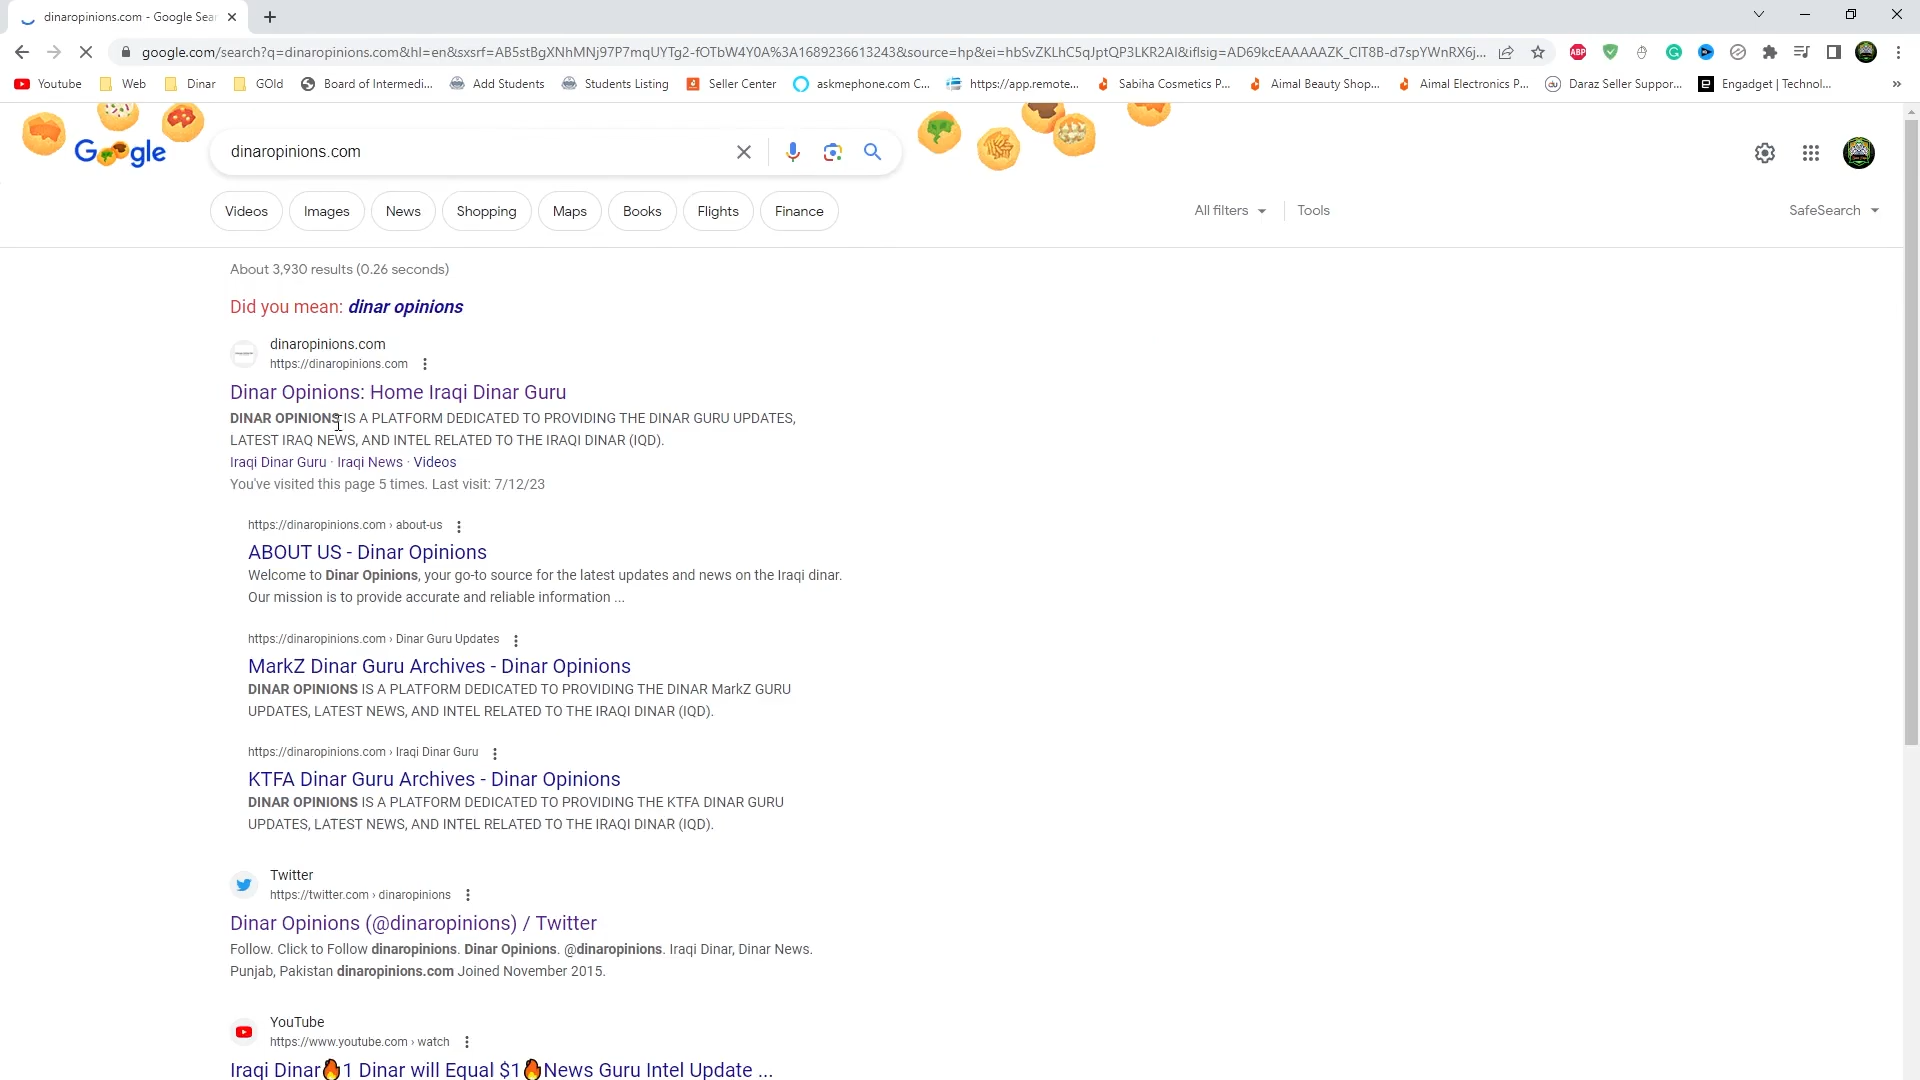 dinaropinions.com - Google Sear
google.com/search?q=dinaropinions.com&hl=en&sxsrf=AB5stBgXNhMNj97P7mqUYTg2-fOTbW4Y0A%3A1689236613243&source=hp&ei=hbSvZKLhC5qJptQP3LKR2AI&iflsig=AD69kcEAAAAAZK_CIT8B-d7spYWnRX6j...
ABP
Youtube Web Dinar GOld Board of Intermedi... Add Students Students Listing Seller Center askmephone.com C... https://app.remote... Sabiha Cosmetics P... Aimal Beauty Shop... Aimal Electronics P... Daraz Seller Suppor... Engadget | Technol... »
Google
dinaropinions.com
Videos Images News Shopping Maps Books Flights Finance All filters Tools SafeSearch
About 3,930 results (0.26 seconds)
Did you mean: dinar opinions
dinaropinions.com
https://dinaropinions.com
Dinar Opinions: Home Iraqi Dinar Guru
DINAR OPINIONS IS A PLATFORM DEDICATED TO PROVIDING THE DINAR GURU UPDATES,
LATEST IRAQ NEWS, AND INTEL RELATED TO THE IRAQI DINAR (IQD).
Iraqi Dinar Guru · Iraqi News · Videos
You've visited this page 5 times. Last visit: 7/12/23
https://dinaropinions.com › about-us
ABOUT US - Dinar Opinions
Welcome to Dinar Opinions, your go-to source for the latest updates and news on the Iraqi dinar.
Our mission is to provide accurate and reliable information ...
https://dinaropinions.com › Dinar Guru Updates
MarkZ Dinar Guru Archives - Dinar Opinions
DINAR OPINIONS IS A PLATFORM DEDICATED TO PROVIDING THE DINAR MarkZ GURU
UPDATES, LATEST NEWS, AND INTEL RELATED TO THE IRAQI DINAR (IQD).
https://dinaropinions.com › Iraqi Dinar Guru
KTFA Dinar Guru Archives - Dinar Opinions
DINAR OPINIONS IS A PLATFORM DEDICATED TO PROVIDING THE KTFA DINAR GURU
UPDATES, LATEST NEWS, AND INTEL RELATED TO THE IRAQI DINAR (IQD).
Twitter
https://twitter.com › dinaropinions
Dinar Opinions (@dinaropinions) / Twitter
Follow. Click to Follow dinaropinions. Dinar Opinions. @dinaropinions. Iraqi Dinar, Dinar News.
Punjab, Pakistan dinaropinions.com Joined November 2015.
YouTube
https://www.youtube.com › watch
Iraqi Dinar🔥1 Dinar will Equal $1🔥News Guru Intel Update ...